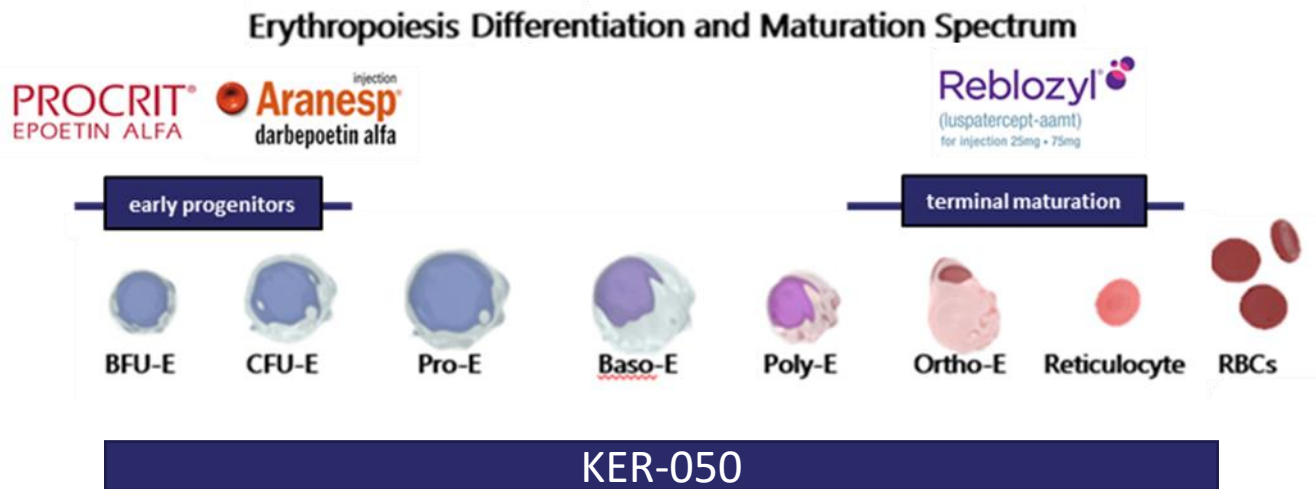 Erythropoiesis Differentiation and Maturation Spectrum
PROCRIT®
EPOETIN ALFA
injection
Aranesp®
darbepoetin alfa
Reblozyl®
(luspatercept-aamt)
for injection 25mg • 75mg
early progenitors
terminal maturation
BFU-E CFU-E Pro-E Baso-E Poly-E Ortho-E Reticulocyte RBCs
KER-050